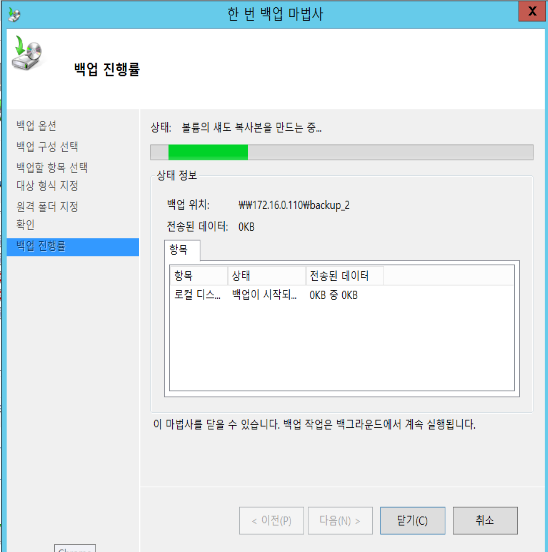 한 번 백업 마법사
X
백업 진행률
백업 옵션
백업 구성 선택
백업할 항목 선택
대상 형식 지정
원격 폴더 지정
확인
백업 진행률
상태: 볼륨의 섀도 복사본을 만드는 중...
상태 정보
백업 위치: ₩₩172.16.0.110₩backup_2
전송된 데이터: 0KB
항목
항목 상태 전송된 데이터
로컬 디스... 백업이 시작되... 0KB 중 0KB
이 마법사를 닫을 수 있습니다. 백업 작업은 백그라운드에서 계속 실행됩니다.
< 이전(P) 다음(N) > 닫기(C) 취소